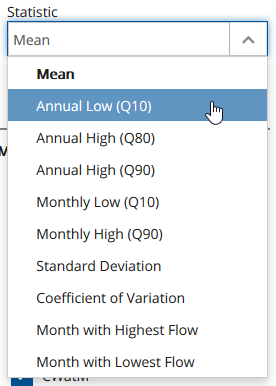 Statistic
Mean
Mean
Annual Low (Q10)
Annual High (Q80)
Annual High (Q90)
Monthly Low (Q10)
Monthly High (Q90)
Standard Deviation
Coefficient of Variation
Month with Highest Flow
Month with Lowest Flow